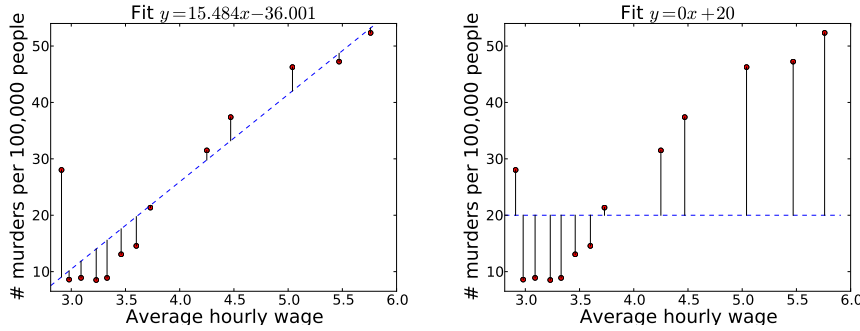 Fit y=15.484x−36.001
# murders per 100,000 people
50
40
30
20
10
3.0 3.5 4.0 4.5 5.0 5.5 6.0
Average hourly wage
Fit y=0x+20
# murders per 100,000 people
50
40
30
20
10
3.0 3.5 4.0 4.5 5.0 5.5 6.0
Average hourly wage